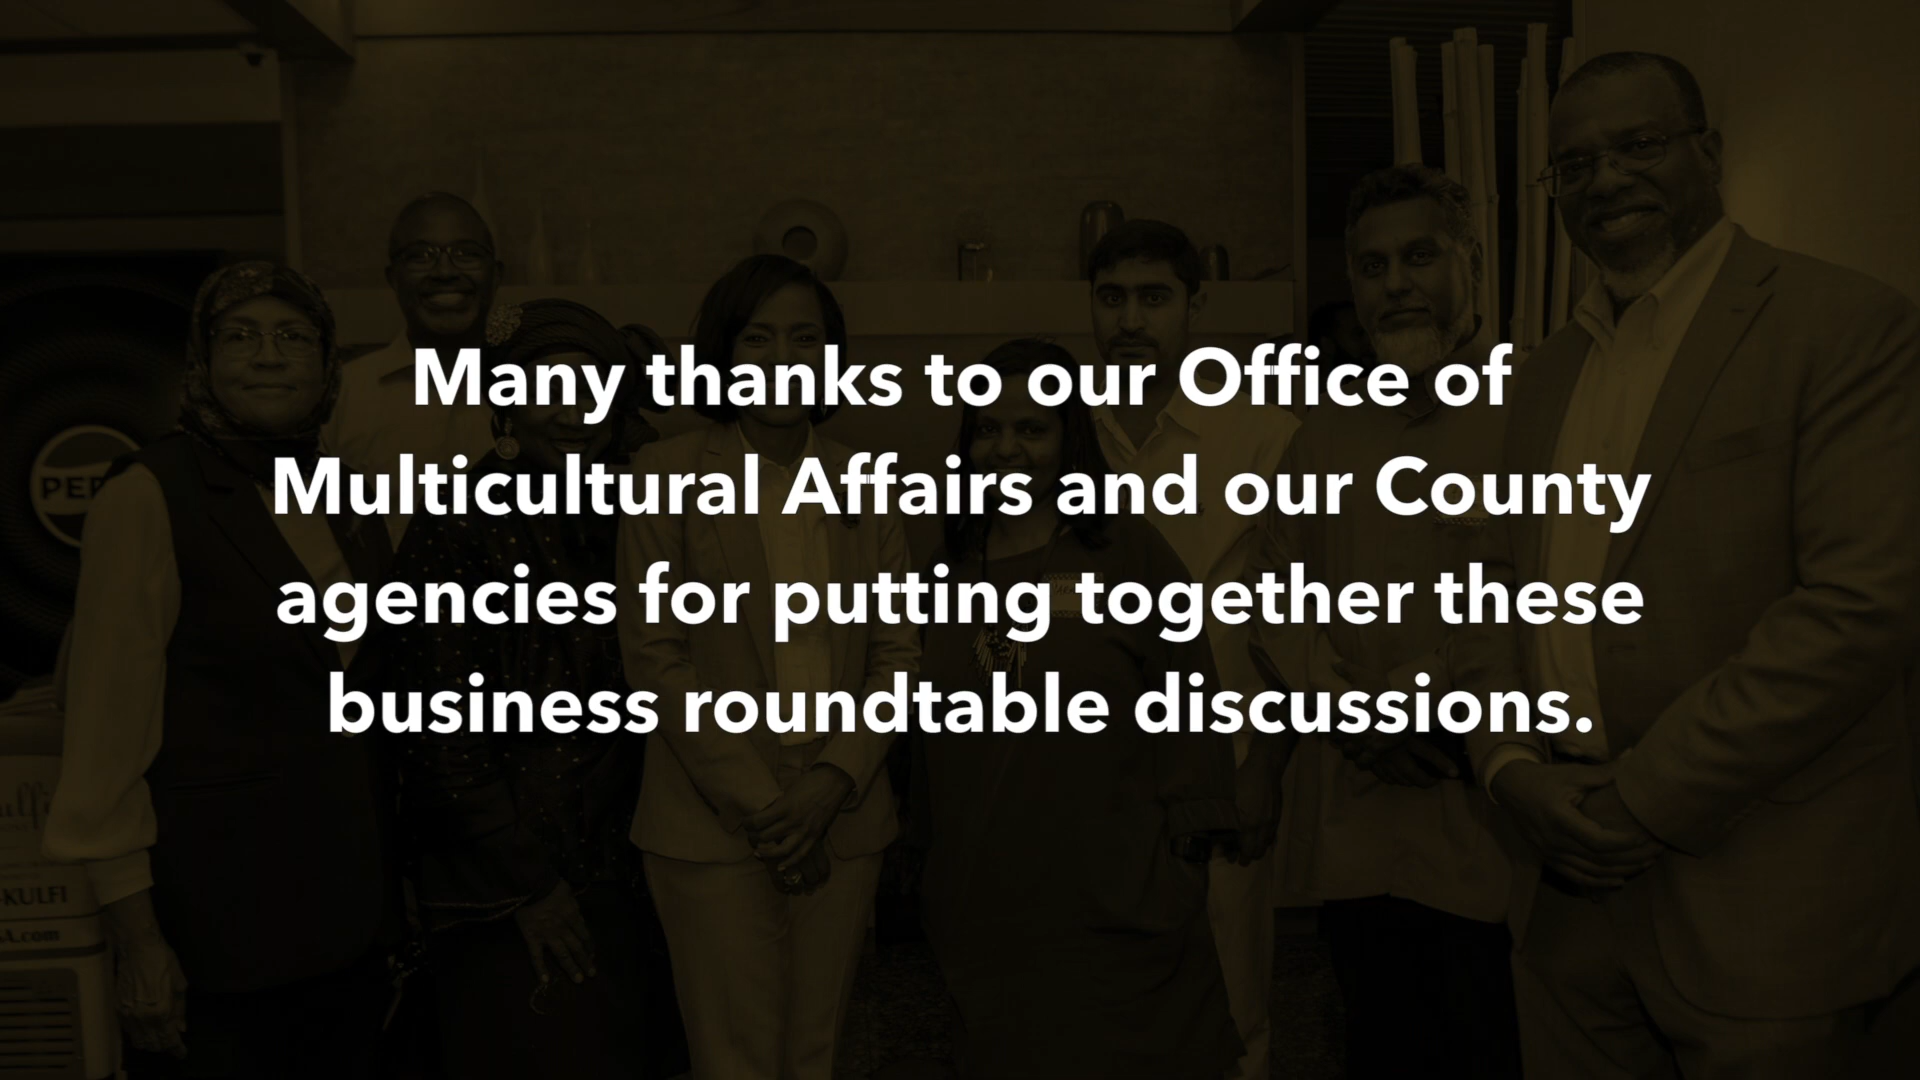 Many thanks to our Office of
Multicultural Affairs and our County
agencies for putting together these
business roundtable discussions.
KULFI